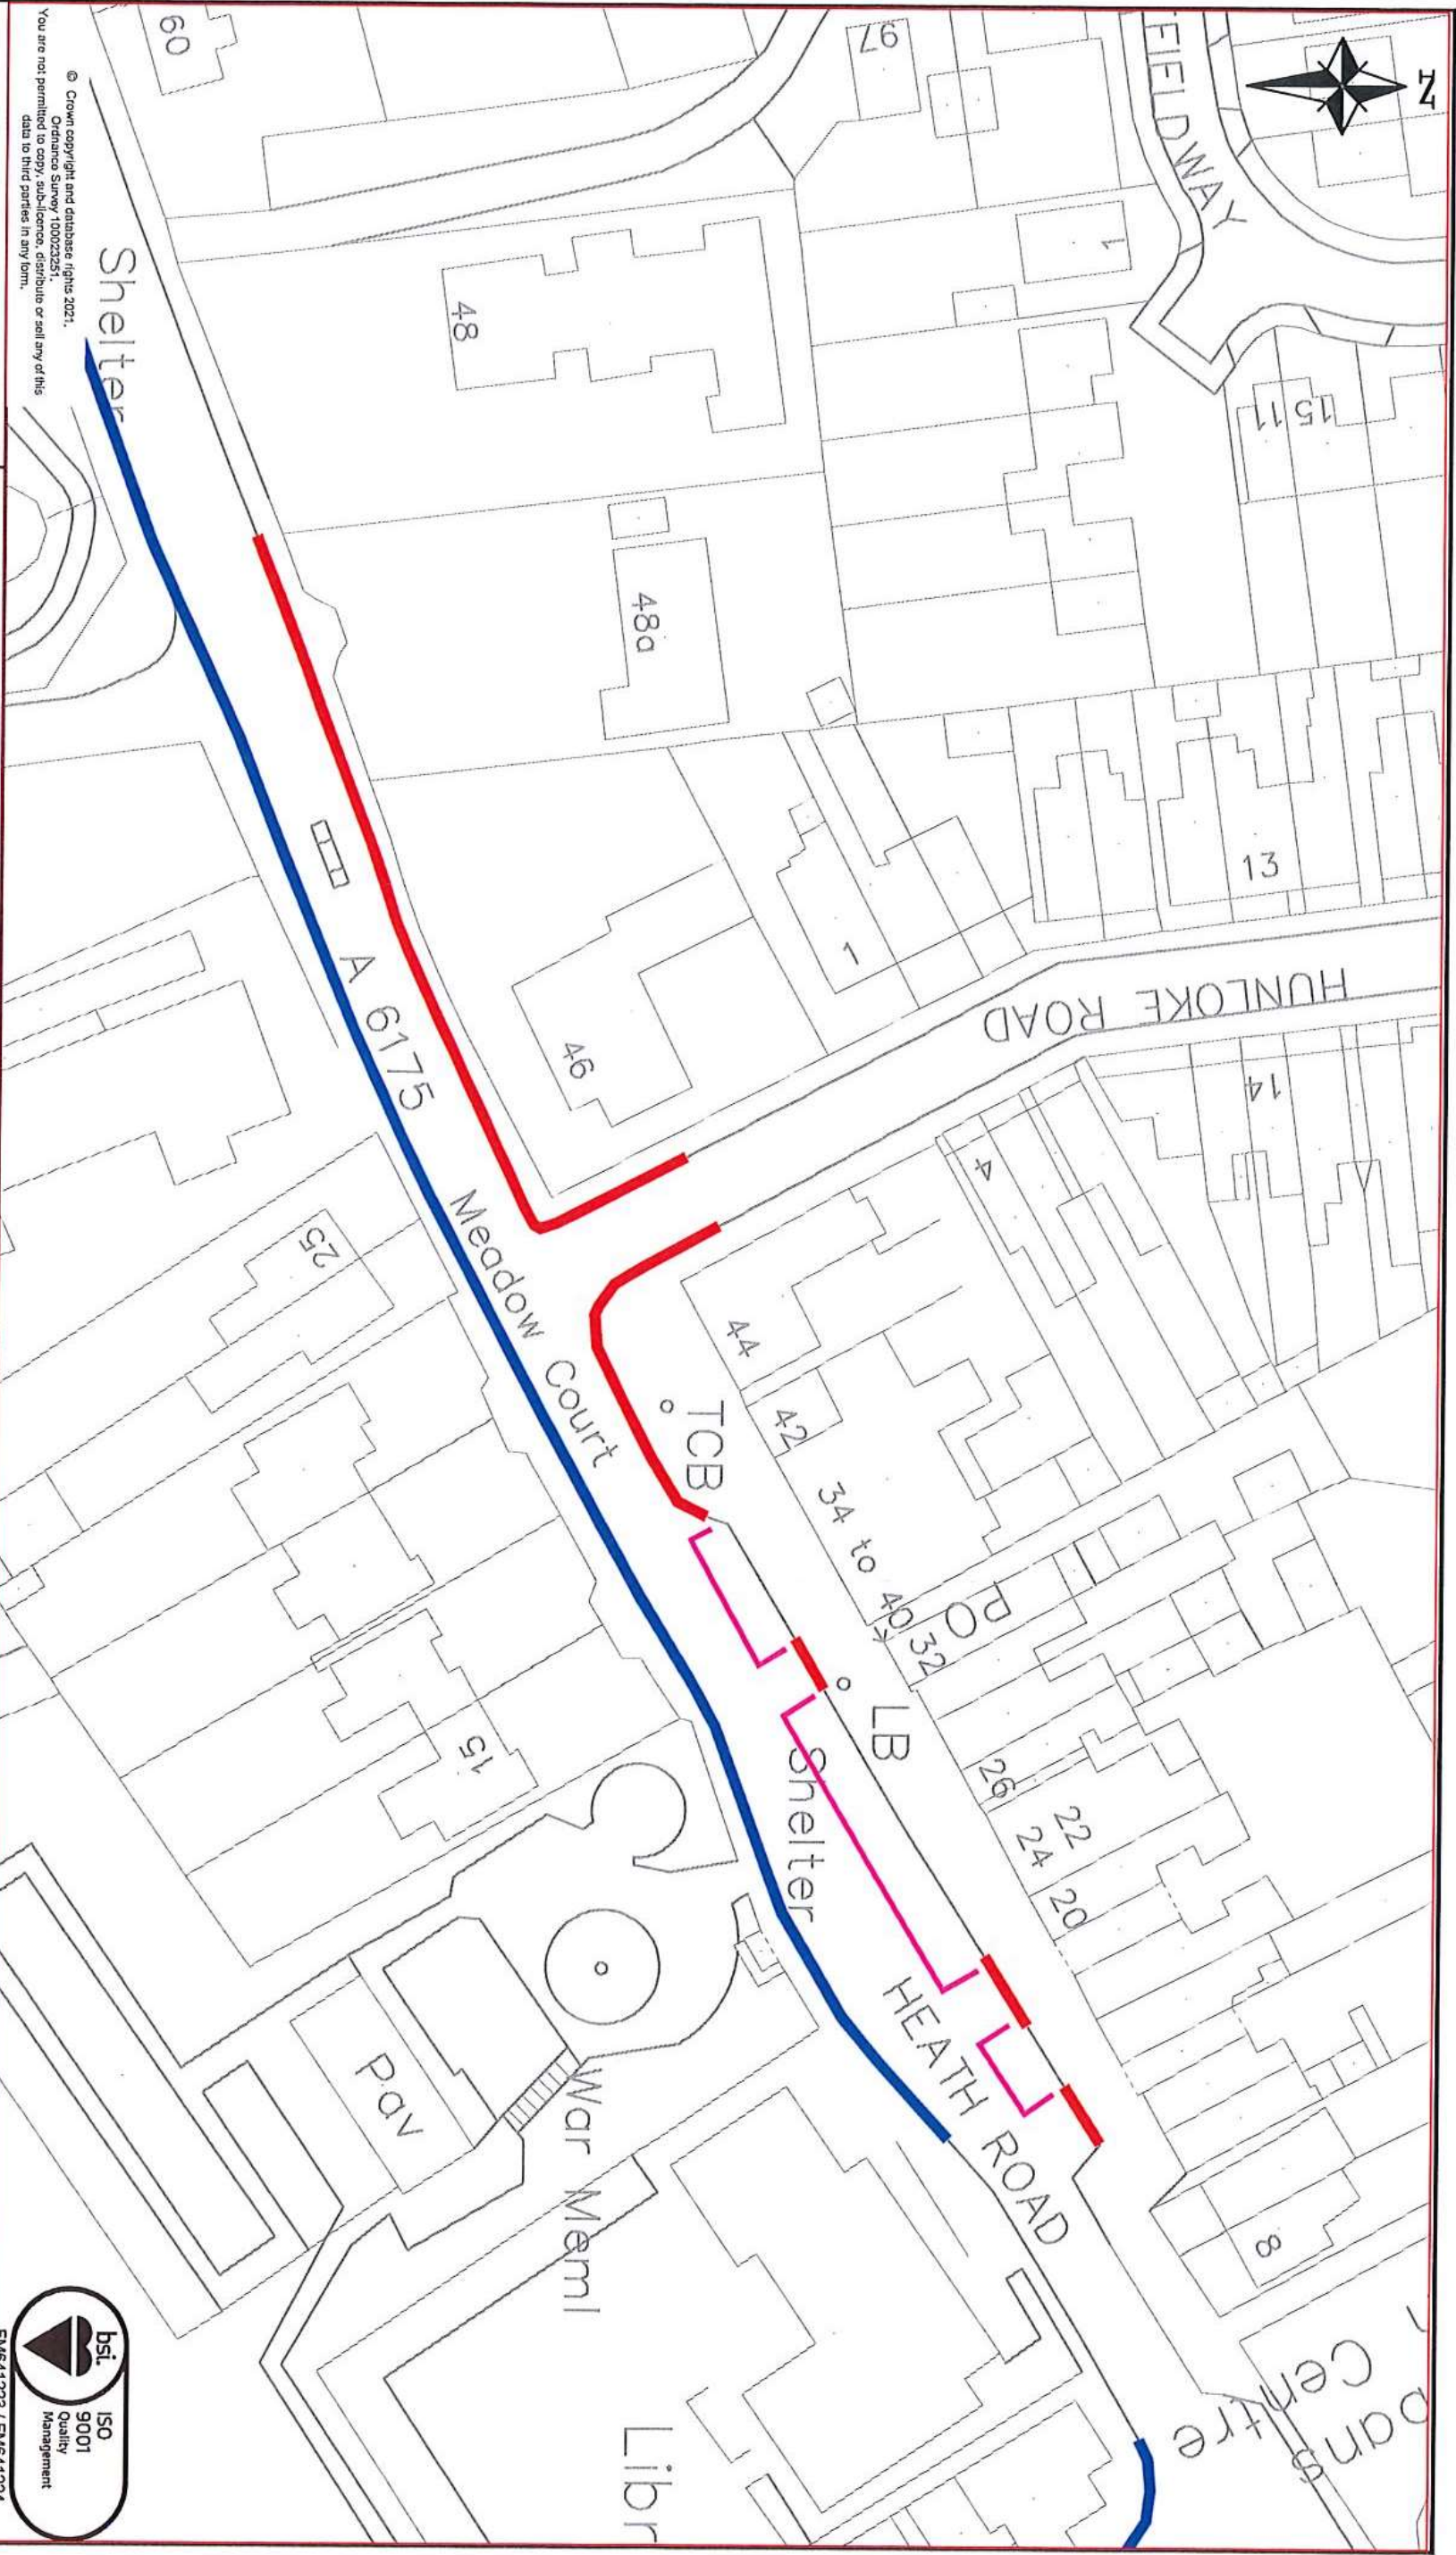 Z
FIELDWAY
60
97
1
48
15 11
© Crown copyright and database rights 2021.
Ordnance Survey 100023251.
You are not permitted to copy, sub-licence, distribute or sell any of this
data to third parties in any form.
Shelter
48a
13
1
HUNLOKE ROAD
46
14
4
A 6175
Meadow Court
25
44
42
TCB
34 to 40
32
PO
LB
26
22
24
20
15
Shelter
HEATH ROAD
War Meml
Pav
8
Centre
Libr
bsi.
ISO
9001
Quality
Management